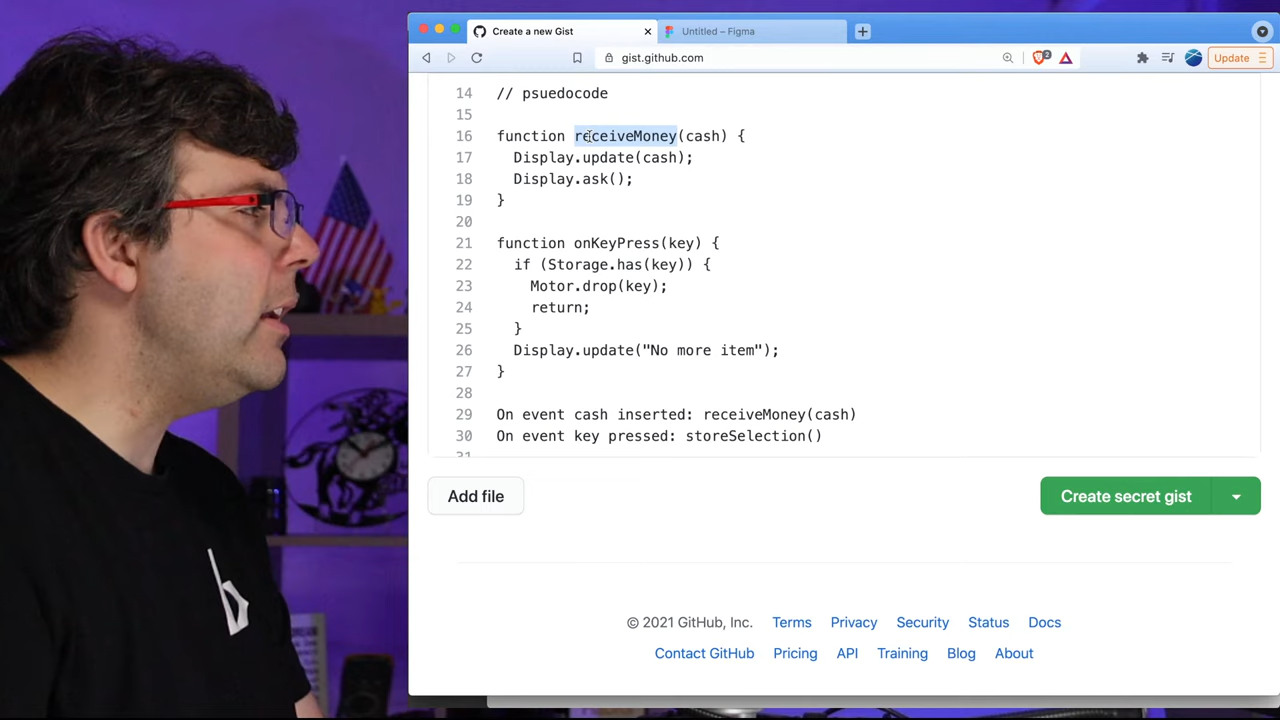 Create a new Gist
Untitled – Figma
gist.github.com
2
Update
14 // psuedocode
15
16 function receiveMoney(cash) {
17 Display.update(cash);
18 Display.ask();
19 }
20
21 function onKeyPress(key) {
22 if (Storage.has(key)) {
23 Motor.drop(key);
24 return;
25 }
26 Display.update("No more item");
27 }
28
29 On event cash inserted: receiveMoney(cash)
30 On event key pressed: storeSelection()
31
Add file
Create secret gist
© 2021 GitHub, Inc. Terms Privacy Security Status Docs
Contact GitHub Pricing API Training Blog About